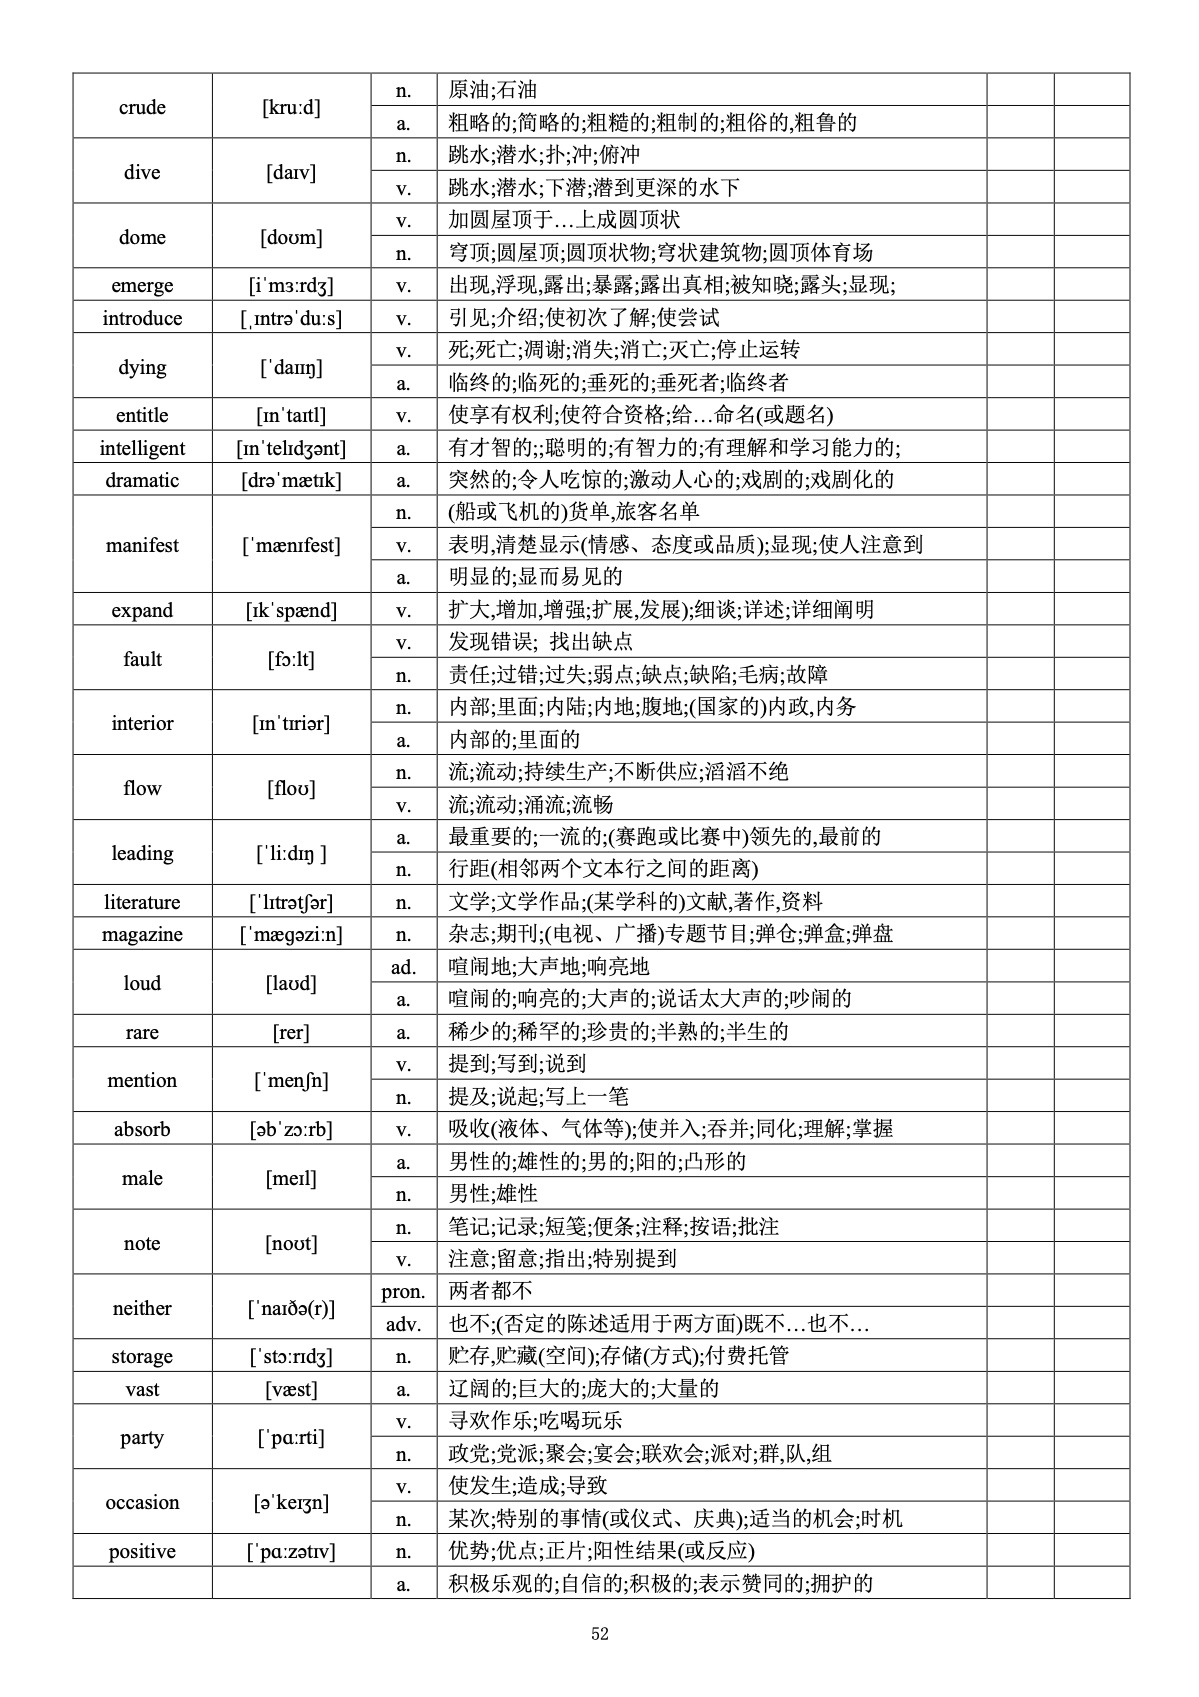 crude [kruːd] n. 原油;石油
a. 粗略的;简略的;粗糙的;粗制的;粗俗的,粗鲁的
dive [daɪv] n. 跳水;潜水;扑;冲;俯冲
v. 跳水;潜水;下潜;潜到更深的水下
dome [doʊm] v. 加圆屋顶于…上成圆顶状
n. 穹顶;圆屋顶;圆顶状物;穹状建筑物;圆顶体育场
emerge [iˈmɜːrdʒ] v. 出现,浮现,露出;暴露;露出真相;被知晓;露头;显现;
introduce [ˌɪntrəˈduːs] v. 引见;介绍;使初次了解;使尝试
dying [ˈdaɪɪŋ] v. 死;死亡;凋谢;消失;消亡;灭亡;停止运转
a. 临终的;临死的;垂死的;垂死者;临终者
entitle [ɪnˈtaɪtl] v. 使享有权利;使符合资格;给…命名(或题名)
intelligent [ɪnˈtelɪdʒənt] a. 有才智的;;聪明的;有智力的;有理解和学习能力的;
dramatic [drəˈmætɪk] a. 突然的;令人吃惊的;激动人心的;戏剧的;戏剧化的
manifest [ˈmænɪfest] n. (船或飞机的)货单,旅客名单
v. 表明,清楚显示(情感、态度或品质);显现;使人注意到
a. 明显的;显而易见的
expand [ɪkˈspænd] v. 扩大,增加,增强;扩展,发展);细谈;详述;详细阐明
fault [fɔːlt] v. 发现错误; 找出缺点
n. 责任;过错;过失;弱点;缺点;缺陷;毛病;故障
interior [ɪnˈtɪriər] n. 内部;里面;内陆;内地;腹地;(国家的)内政,内务
a. 内部的;里面的
flow [floʊ] n. 流;流动;持续生产;不断供应;滔滔不绝
v. 流;流动;涌流;流畅
leading [ˈliːdɪŋ ] a. 最重要的;一流的;(赛跑或比赛中)领先的,最前的
n. 行距(相邻两个文本行之间的距离)
literature [ˈlɪtrətʃər] n. 文学;文学作品;(某学科的)文献,著作,资料
magazine [ˈmæɡəziːn] n. 杂志;期刊;(电视、广播)专题节目;弹仓;弹盒;弹盘
loud [laʊd] ad. 喧闹地;大声地;响亮地
a. 喧闹的;响亮的;大声的;说话太大声的;吵闹的
rare [rer] a. 稀少的;稀罕的;珍贵的;半熟的;半生的
mention [ˈmenʃn] v. 提到;写到;说到
n. 提及;说起;写上一笔
absorb [əbˈzɔːrb] v. 吸收(液体、气体等);使并入;吞并;同化;理解;掌握
male [meɪl] a. 男性的;雄性的;男的;阳的;凸形的
n. 男性;雄性
note [noʊt] n. 笔记;记录;短笺;便条;注释;按语;批注
v. 注意;留意;指出;特别提到
neither [ˈnaɪðə(r)] pron. 两者都不
adv. 也不;(否定的陈述适用于两方面)既不…也不…
storage [ˈstɔːrɪdʒ] n. 贮存,贮藏(空间);存储(方式);付费托管
vast [væst] a. 辽阔的;巨大的;庞大的;大量的
party [ˈpɑːrti] v. 寻欢作乐;吃喝玩乐
n. 政党;党派;聚会;宴会;联欢会;派对;群,队,组
occasion [əˈkeɪʒn] v. 使发生;造成;导致
n. 某次;特别的事情(或仪式、庆典);适当的机会;时机
positive [ˈpɑːzətɪv] n. 优势;优点;正片;阳性结果(或反应)
a. 积极乐观的;自信的;积极的;表示赞同的;拥护的
52